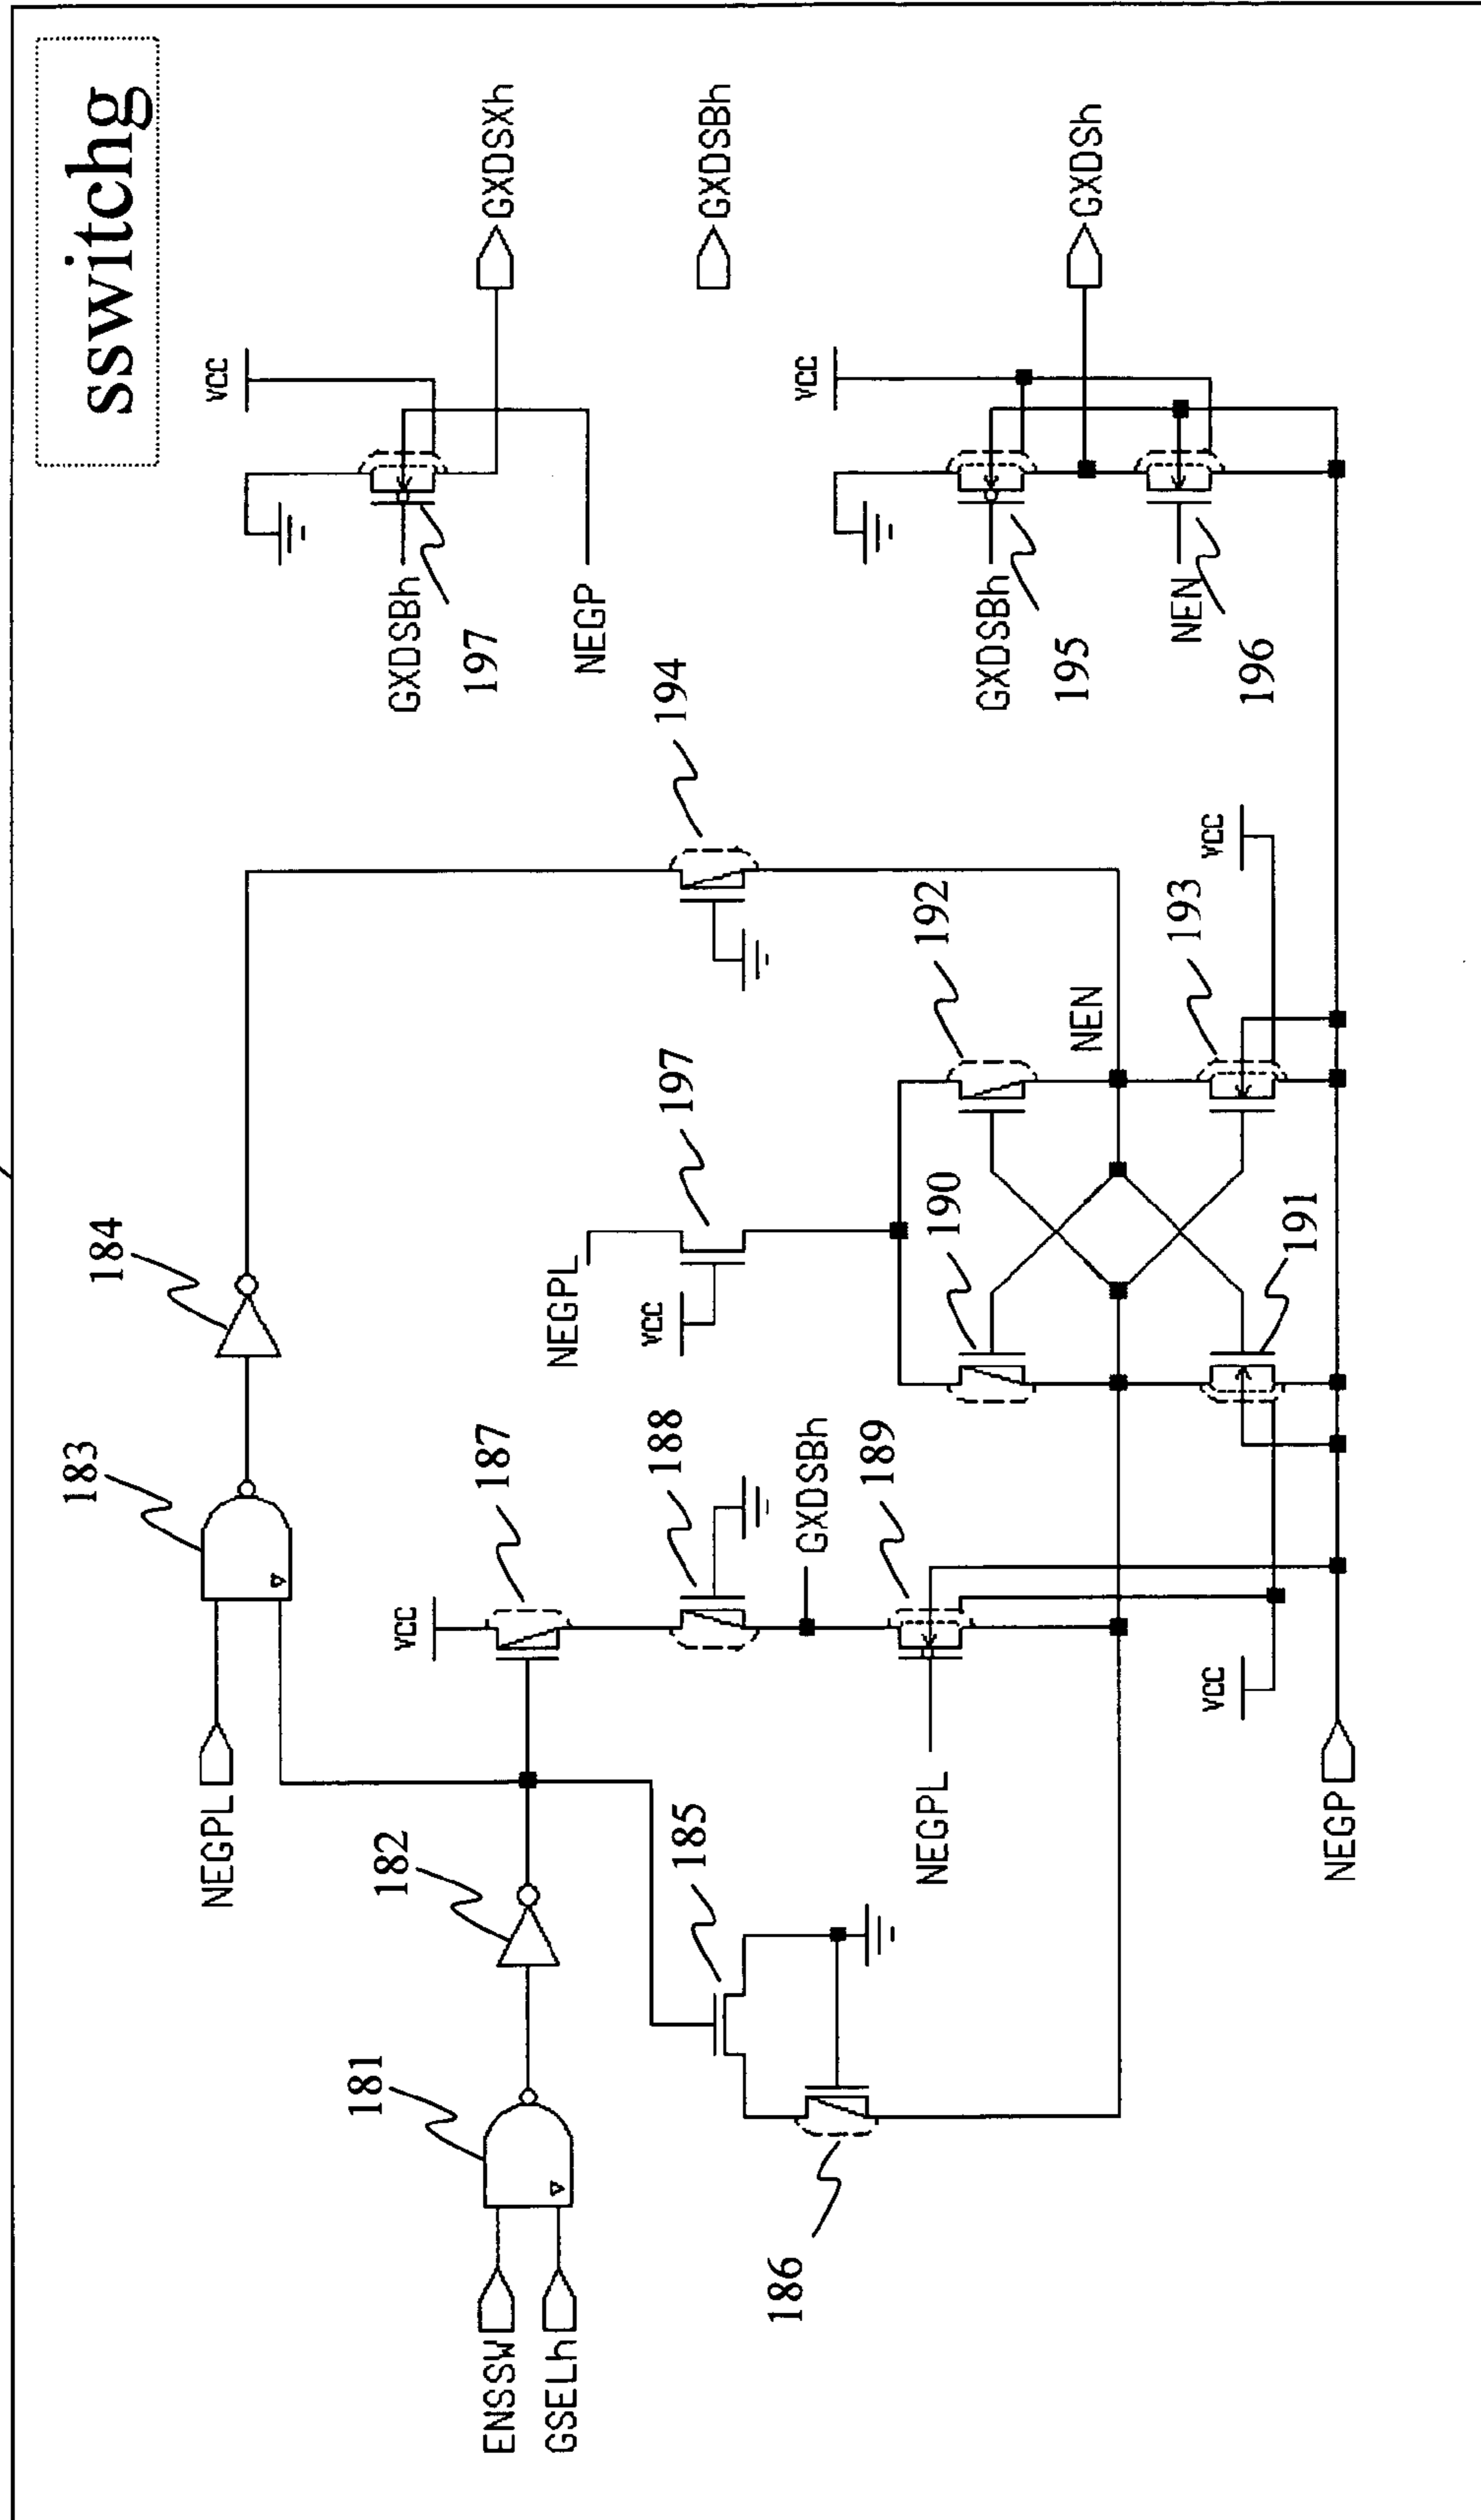 sswitchg
184
183
NEGPL
182
181
ENSSW
GSELh
185
186
VCC
187
188
GXDSBh
189
NEGPL
VCC
NEGP
NEGPL
197
VCC
190
191
192
NEN
193
VCC
194
VCC
GXDSBh
197
NEGP
GXDSXh
GXDSBh
VCC
GXDSBh
195
NEN
196
GXDSh